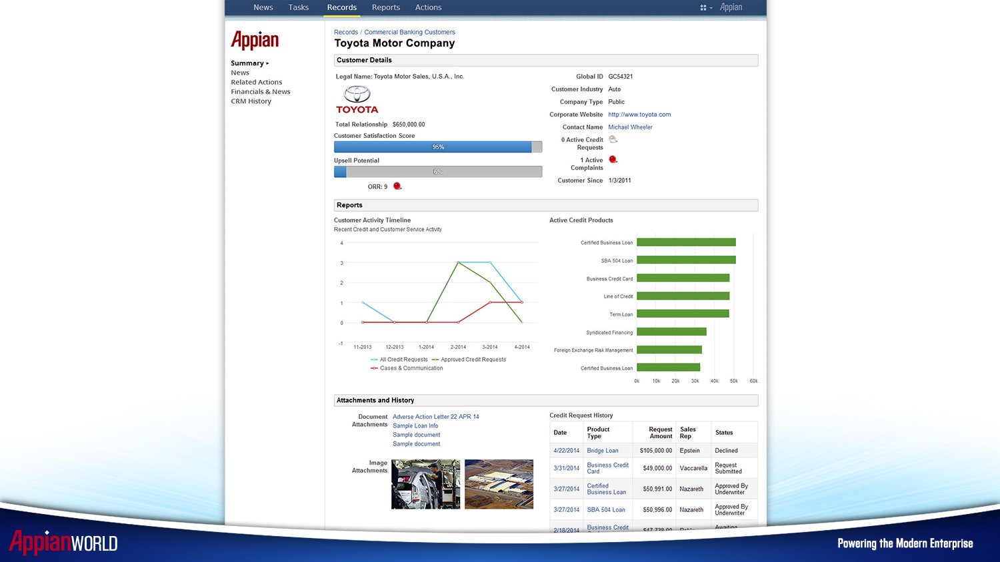 News Tasks Records Reports Actions Appian
Appian
Summary
News
Related Actions
Financials & News
CRM History
Records / Commercial Banking Customers
Toyota Motor Company
Customer Details
Legal Name: Toyota Motor Sales, U.S.A., Inc.
TOYOTA
Total Relationship $650,000.00
Customer Satisfaction Score
95%
Upsell Potential
6%
ORR: 9
Global ID GC54321
Customer Industry Auto
Company Type Public
Corporate Website http://www.toyota.com
Contact Name Michael Wheeler
0 Active Credit
Requests
1 Active
Complaints
Customer Since 1/3/2011
Reports
Customer Activity Timeline
Recent Credit and Customer Service Activity
4
3
2
1
0
-1
11-2013 12-2013 1-2014 2-2014 3-2014 4-2014
All Credit Requests Approved Credit Requests
Cases & Communication
Active Credit Products
Certified Business Loan
SBA 504 Loan
Business Credit Card
Line of Credit
Term Loan
Syndicated Financing
Foreign Exchange Risk Management
Certified Business Loan
0k 10k 20k 30k 40k 50k 60k
Attachments and History
Document
Attachments
Adverse Action Letter 22 APR 14
Sample Loan Info
Sample document
Sample document
Image
Attachments
Credit Request History
Date Product Type Request Amount Sales Rep Status
4/22/2014 Bridge Loan $105,000.00 Epstein Declined
3/31/2014 Business Credit Card $49,000.00 Vaccarella Request Submitted
3/27/2014 Certified Business Loan $50,991.00 Nazareth Approved By Underwriter
3/27/2014 SBA 504 Loan $50,996.00 Nazareth Approved By Underwriter
2/18/2014 Business Credit $47,738.00 Awaiting
AppianWORLD
Powering the Modern Enterprise